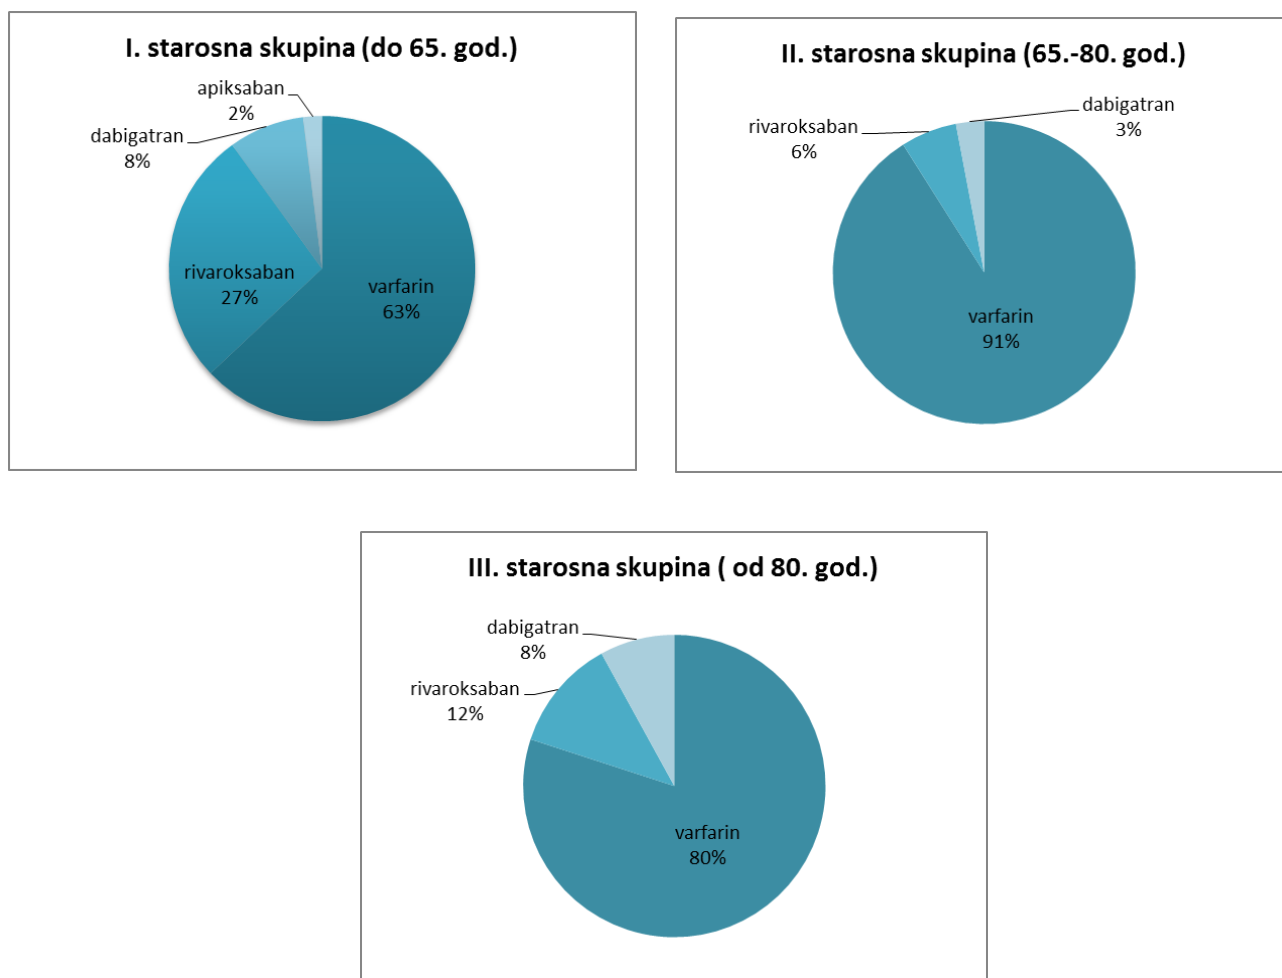 I. starosna skupina (do 65. god.)
apiksaban
2%
dabigatran
8%
rivaroksaban
27%
varfarin
63%
II. starosna skupina (65.-80. god.)
dabigatran
3%
rivaroksaban
6%
varfarin
91%
III. starosna skupina ( od 80. god.)
dabigatran
8%
rivaroksaban
12%
varfarin
80%